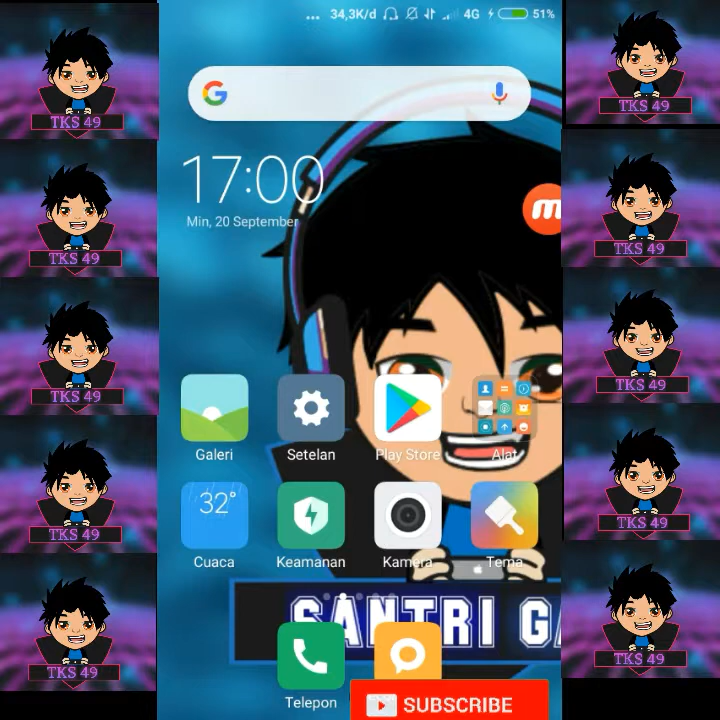 ... 34,3K/d 4G 51%
17:00
Min, 20 September
Galeri Setelan Play Store Alat
32°
Cuaca Keamanan Kamera Tema
SANTRI GA
Telepon
SUBSCRIBE
TKS 49
TKS 49
TKS 49
TKS 49
TKS 49
TKS 49
TKS 49
TKS 49
TKS 49
TKS 49